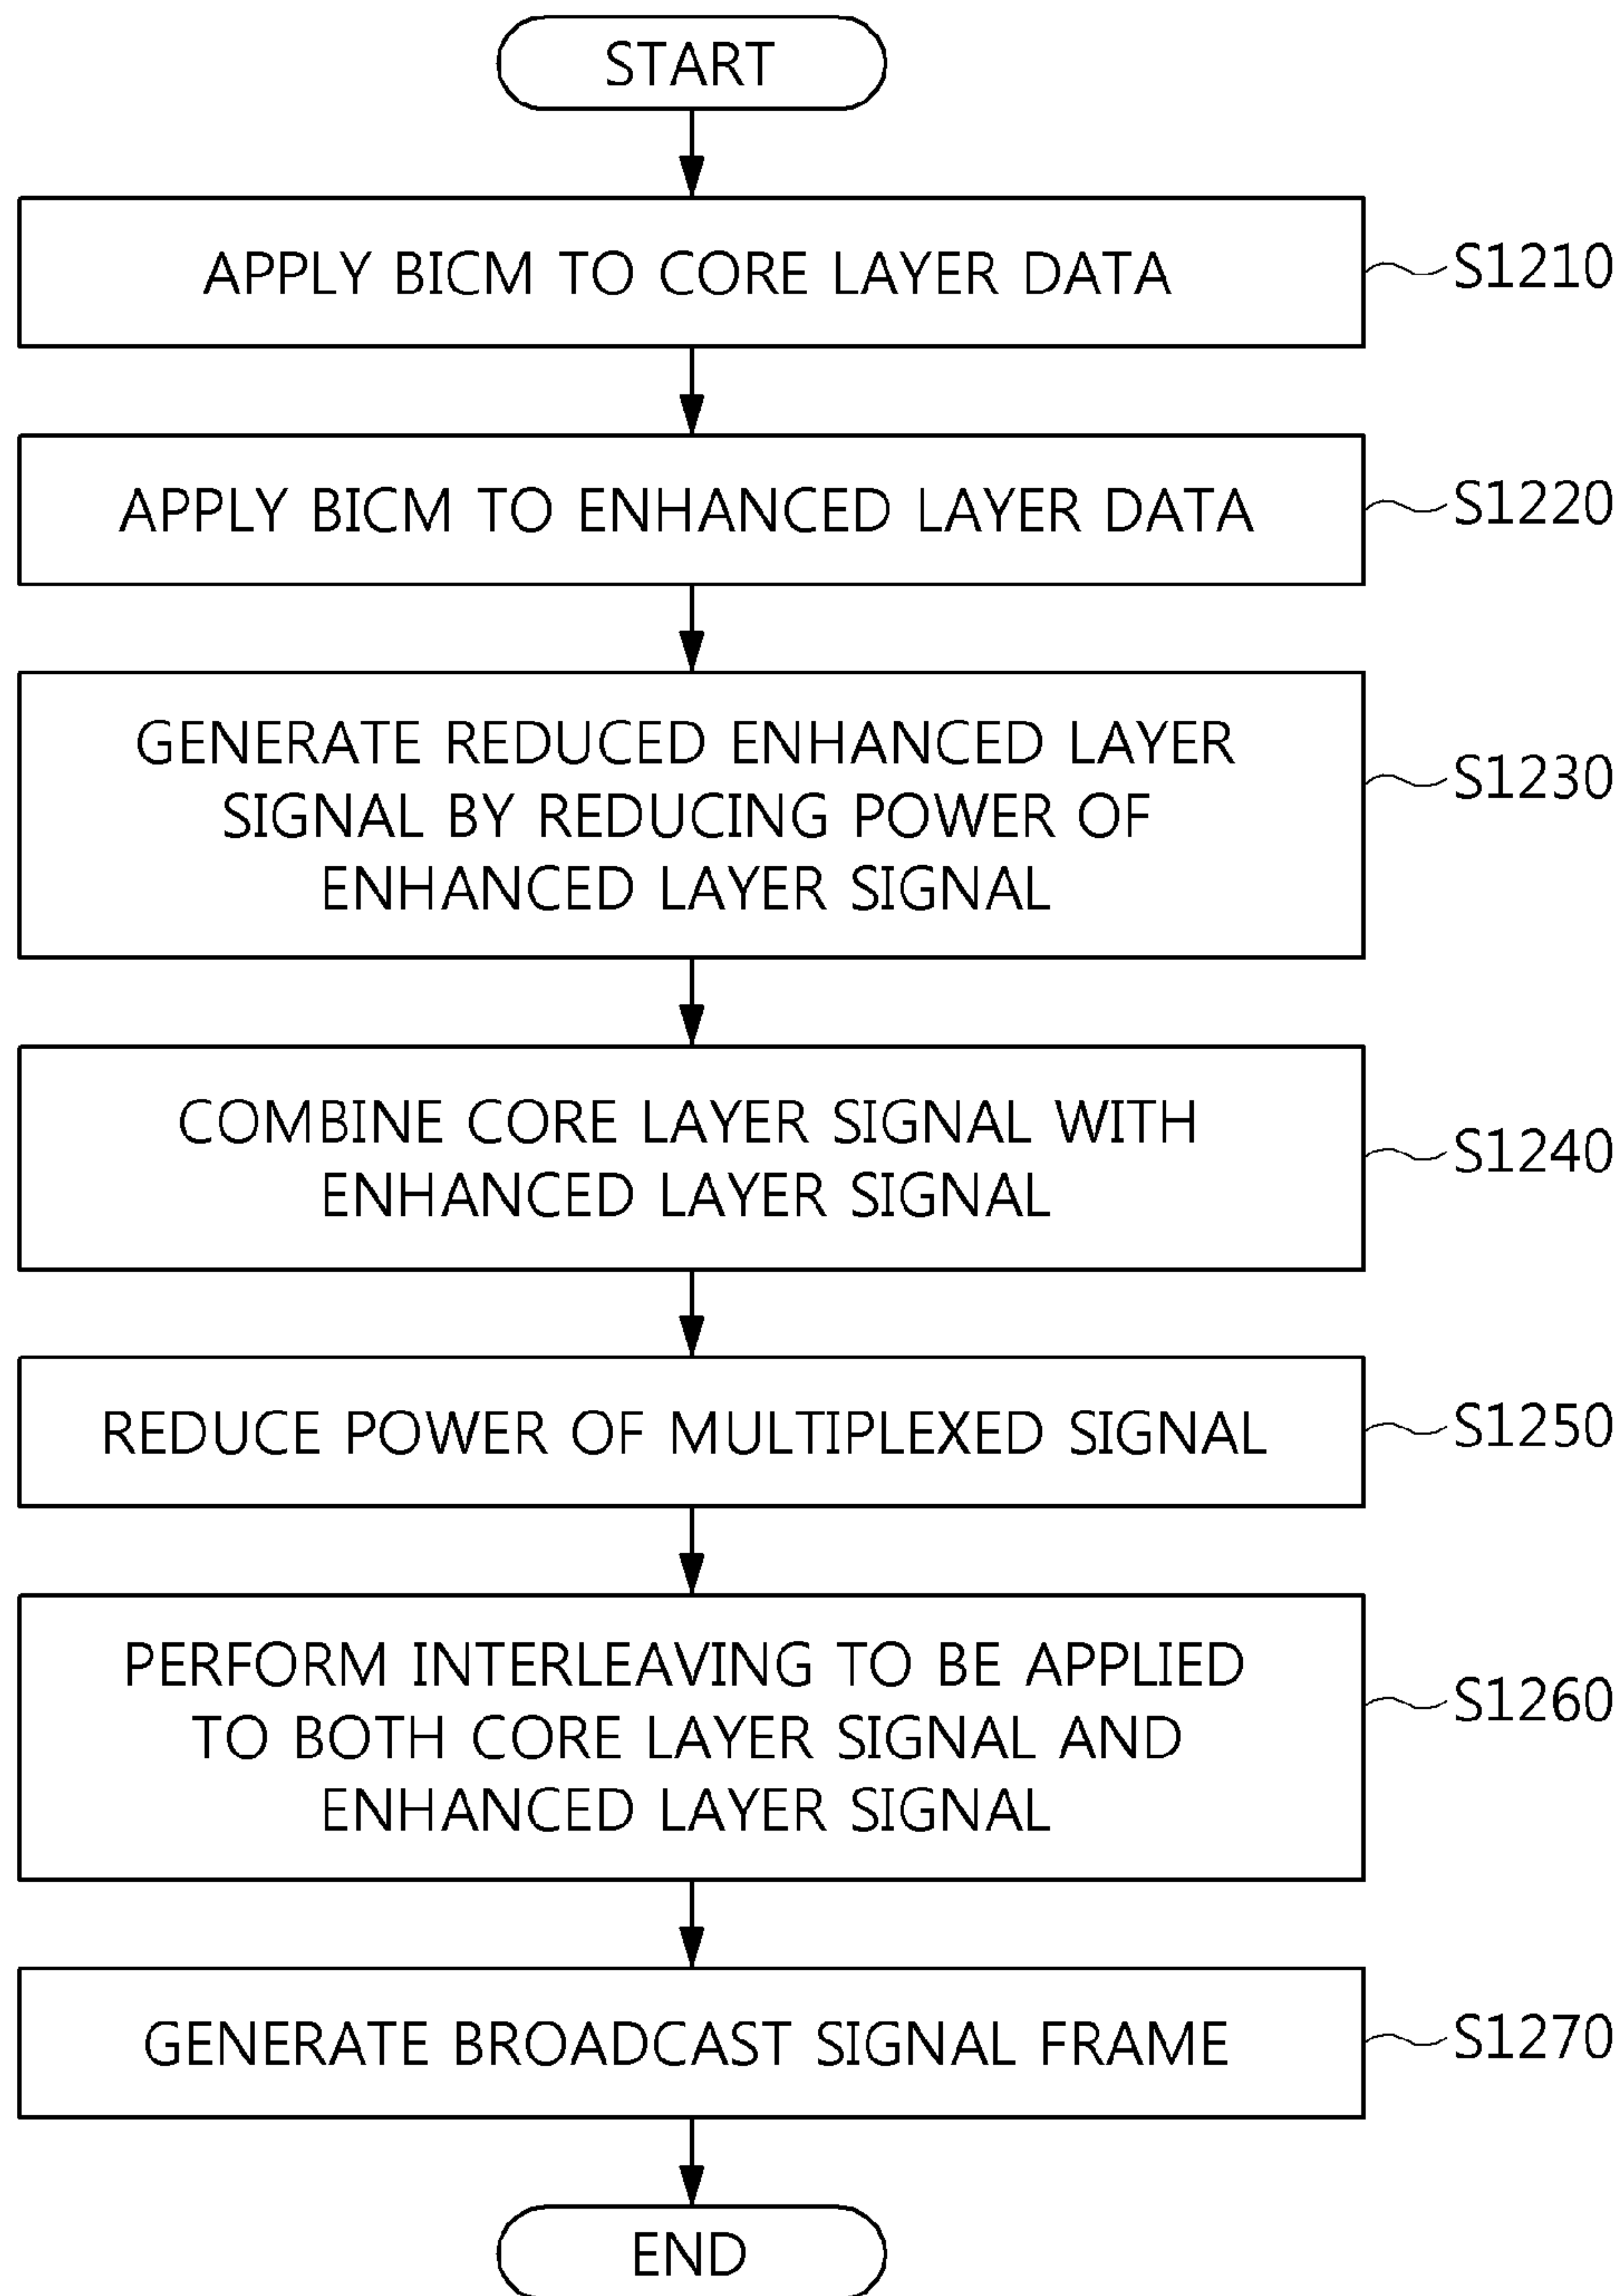 START
APPLY BICM TO CORE LAYER DATA
S1210
APPLY BICM TO ENHANCED LAYER DATA
S1220
GENERATE REDUCED ENHANCED LAYER
SIGNAL BY REDUCING POWER OF
ENHANCED LAYER SIGNAL
S1230
COMBINE CORE LAYER SIGNAL WITH
ENHANCED LAYER SIGNAL
S1240
REDUCE POWER OF MULTIPLEXED SIGNAL
S1250
PERFORM INTERLEAVING TO BE APPLIED
TO BOTH CORE LAYER SIGNAL AND
ENHANCED LAYER SIGNAL
S1260
GENERATE BROADCAST SIGNAL FRAME
S1270
END